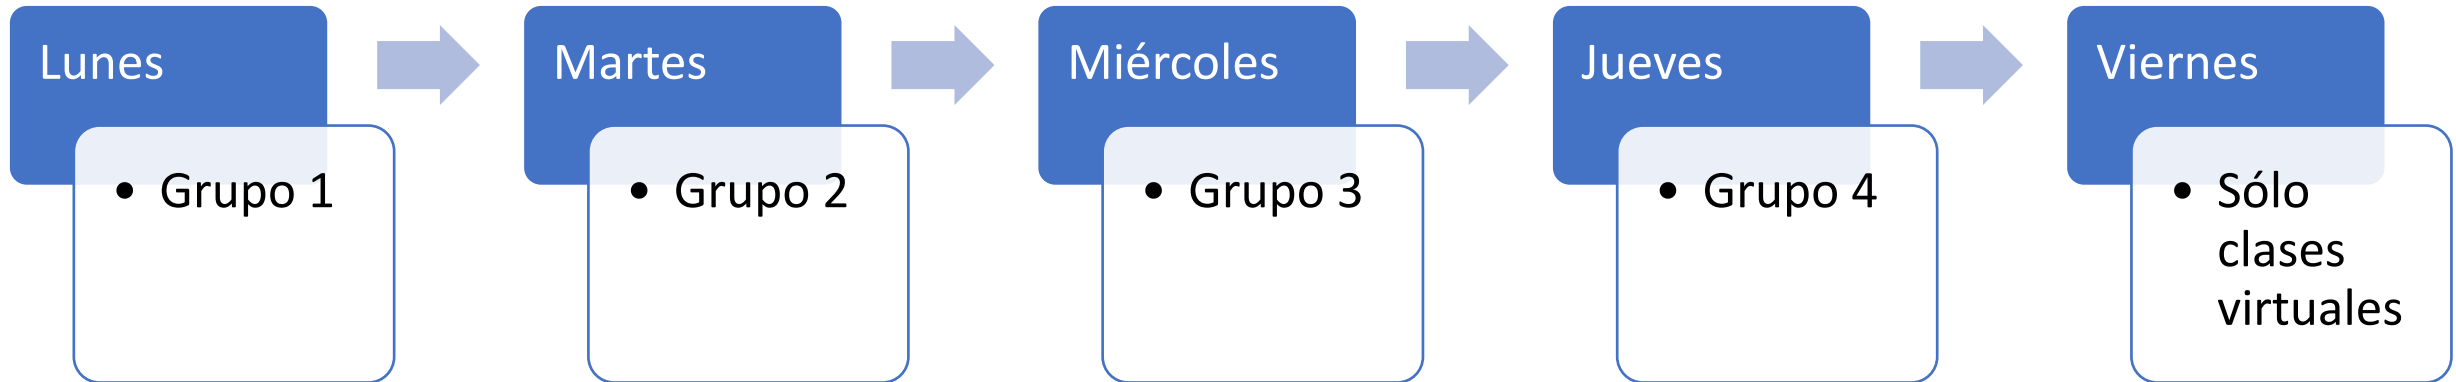 Lunes
• Grupo 1
Martes
• Grupo 2
Miércoles
• Grupo 3
Jueves
• Grupo 4
Viernes
• Sólo
clases
virtuales